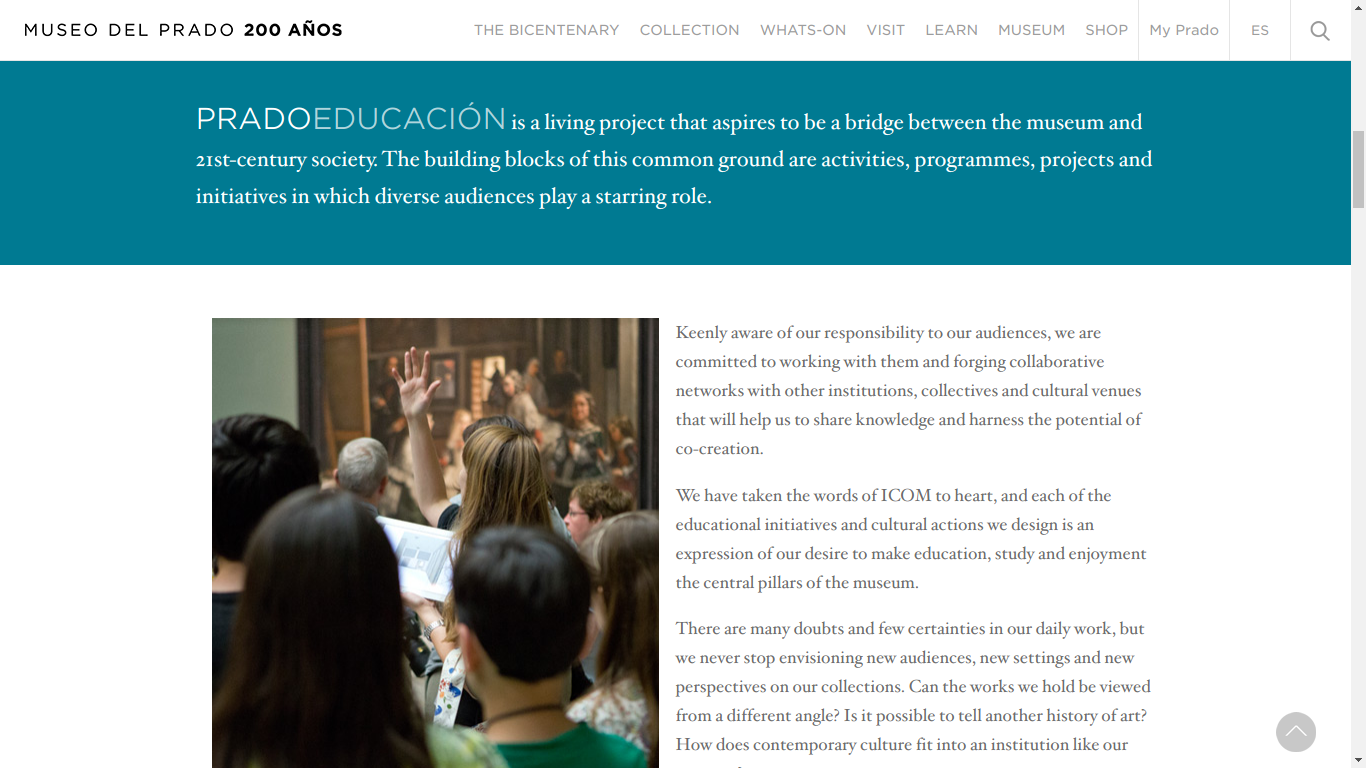 MUSEO DEL PRADO 200 AÑOS
THE BICENTENARY COLLECTION WHATS-ON VISIT LEARN MUSEUM SHOP My Prado ES
PRADOEDUCACIÓN is a living project that aspires to be a bridge between the museum and
21st-century society. The building blocks of this common ground are activities, programmes, projects and
initiatives in which diverse audiences play a starring role.
Keenly aware of our responsibility to our audiences, we are
committed to working with them and forging collaborative
networks with other institutions, collectives and cultural venues
that will help us to share knowledge and harness the potential of
co-creation.
We have taken the words of ICOM to heart, and each of the
educational initiatives and cultural actions we design is an
expression of our desire to make education, study and enjoyment
the central pillars of the museum.
There are many doubts and few certainties in our daily work, but
we never stop envisioning new audiences, new settings and new
perspectives on our collections. Can the works we hold be viewed
from a different angle? Is it possible to tell another history of art?
How does contemporary culture fit into an institution like our